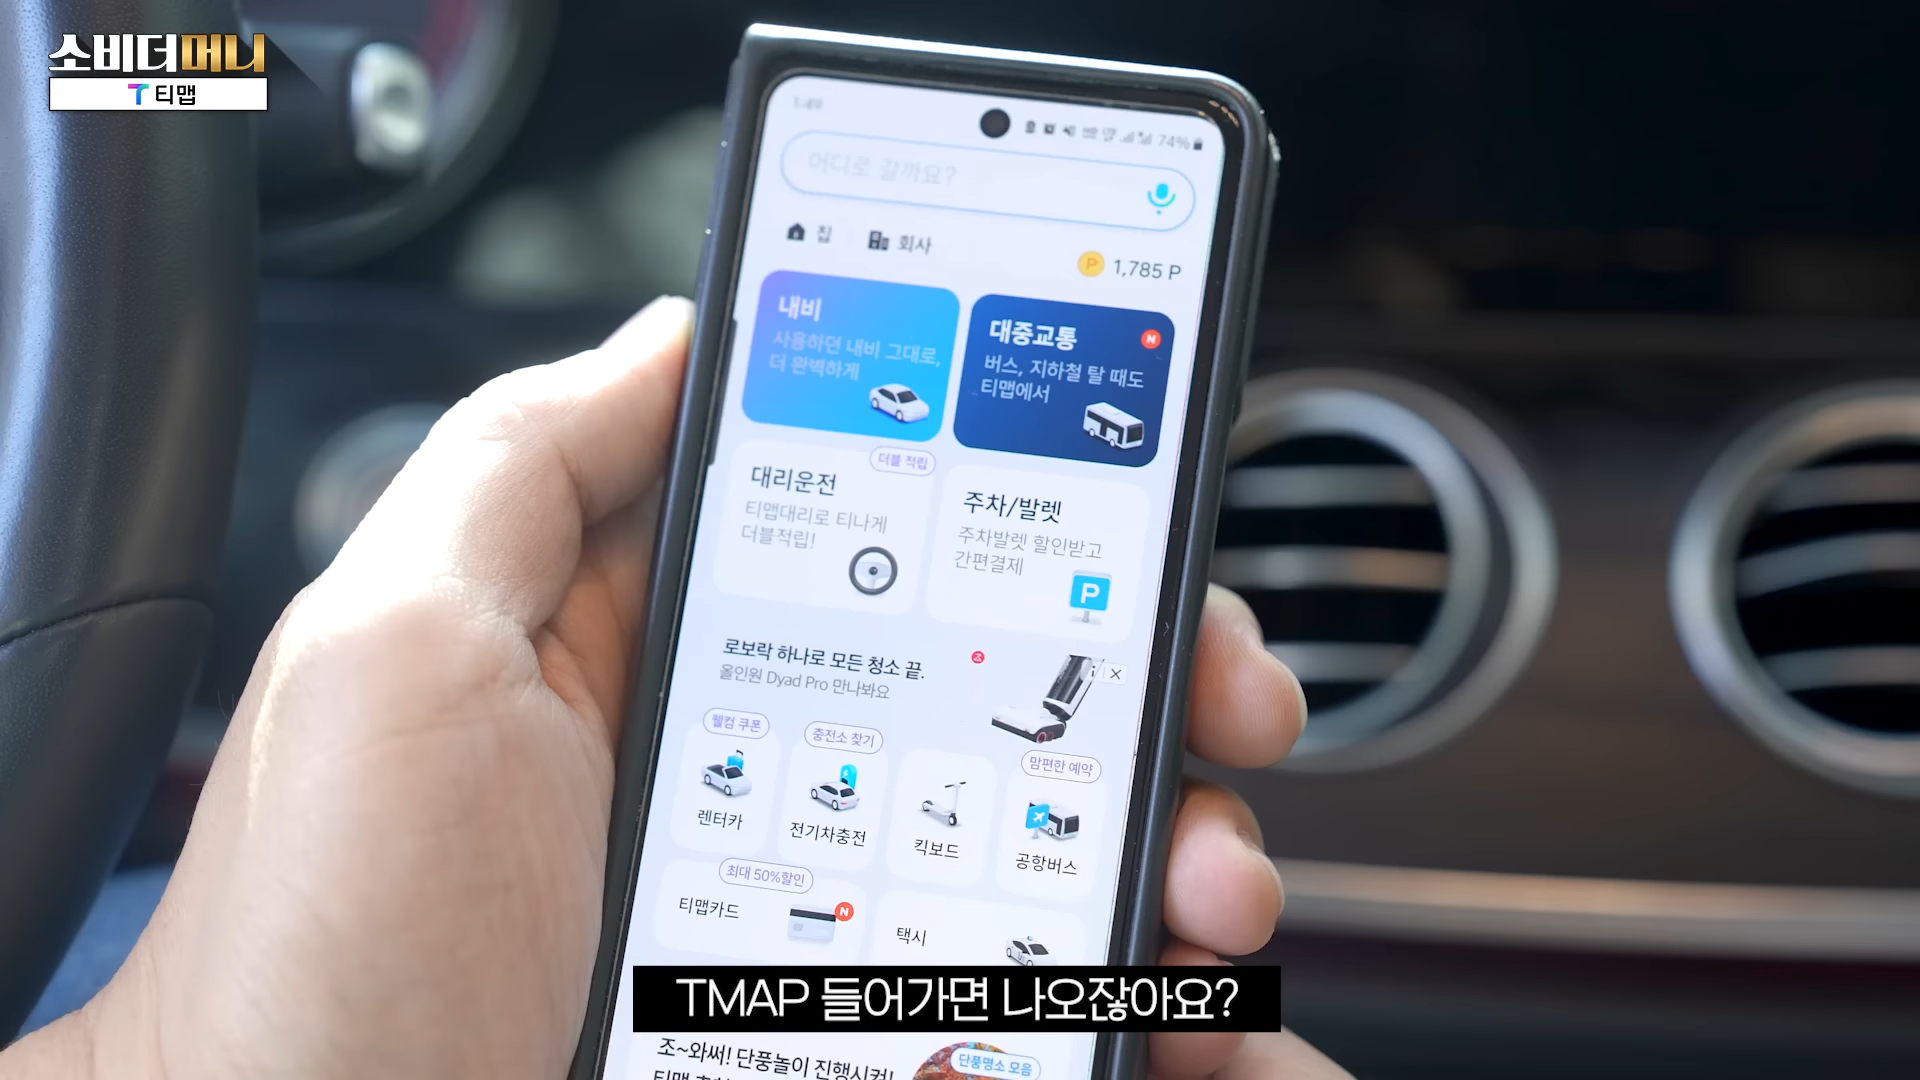 소비더머니
티맵
1:49
74%
어디로 갈까요?
집
회사
P 1,785 P
내비
사용하던 내비 그대로,
더 완벽하게
대중교통
N
버스, 지하철 탈 때도
티맵에서
더블 적립
대리운전
티맵대리로 티나게
더블적립!
주차/발렛
주차발렛 할인받고
간편결제
P
로보락 하나로 모든 청소 끝.
올인원 Dyad Pro 만나봐요
웰컴 쿠폰
렌터카
충전소 찾기
전기차충전
킥보드
맘편한 예약
공항버스
최대 50%할인
티맵카드
N
택시
TMAP 들어가면 나오잖아요?
조~와써! 단풍놀이 진행시켜!
단풍명소 모음